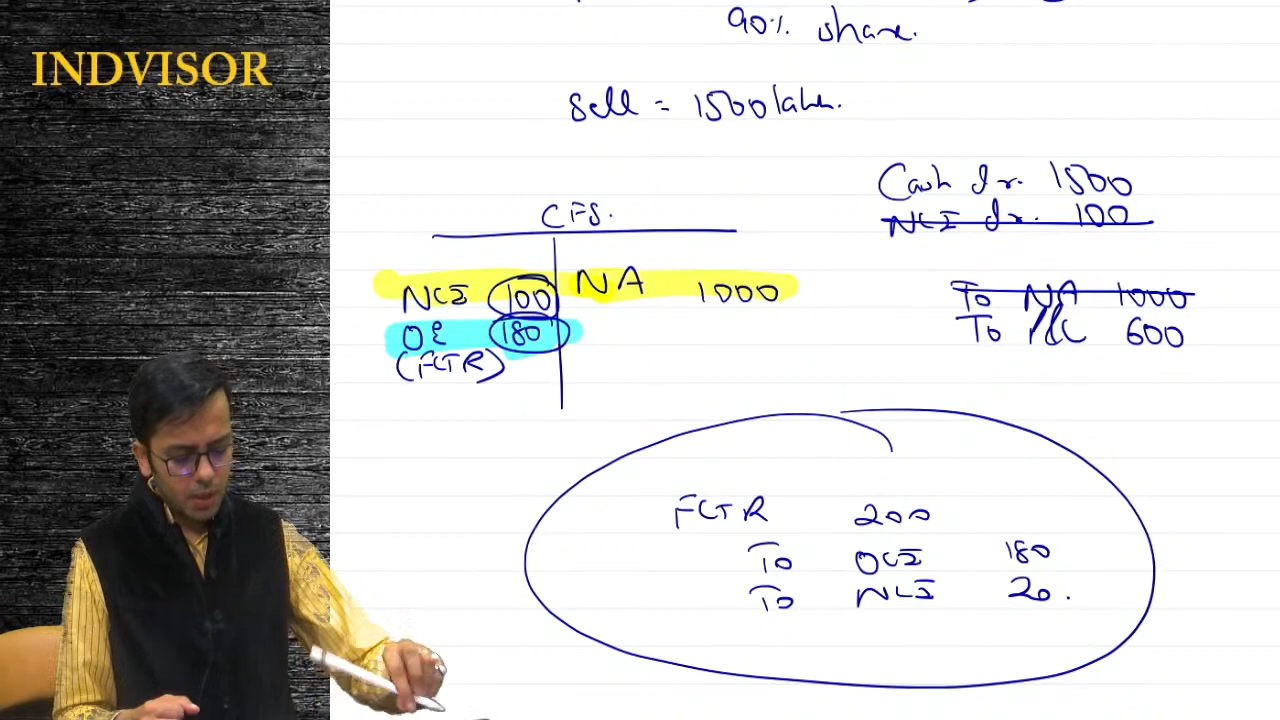 INDVISOR
90% share.
Sell = 1500 lakh.
Cash dr. 1500
NCI dr. 100
CFS.
NCI 100 NA 1000
OE 180
(FCTR)
To NA 1000
To 600
FCTR 200
To OCI 180
To NCI 20.